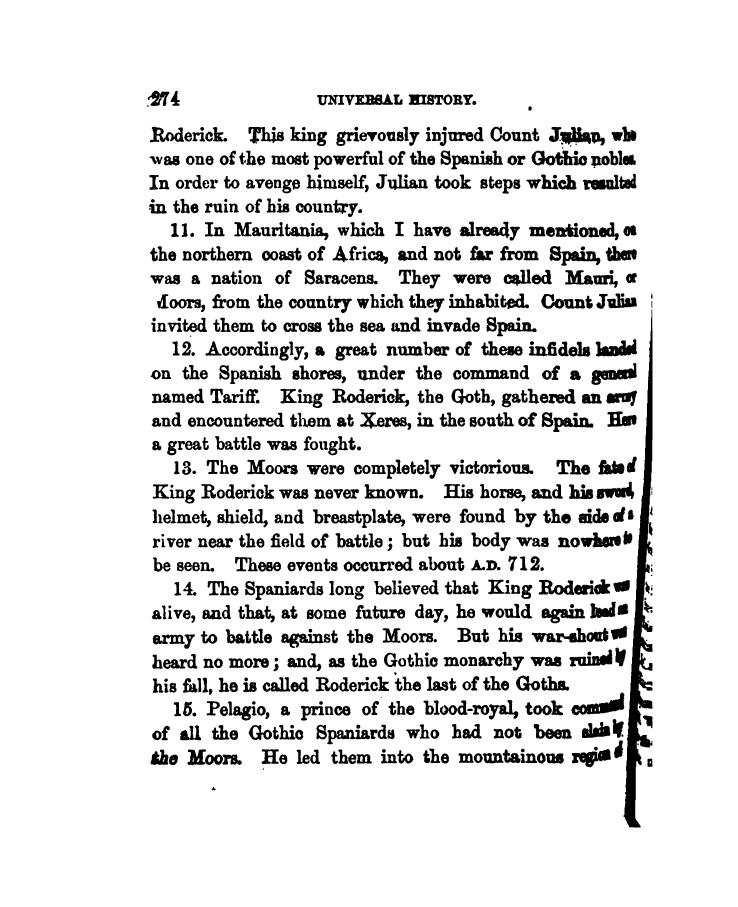 274 UNIVERSAL HISTORY.
Roderick. This king grievously injured Count Julian, who
was one of the most powerful of the Spanish or Gothic nobles
In order to avenge himself, Julian took steps which resulted
in the ruin of his country.
11. In Mauritania, which I have already mentioned, on
the northern coast of Africa, and not far from Spain, there
was a nation of Saracens. They were called Mauri, or
Moors, from the country which they inhabited. Count Julian
invited them to cross the sea and invade Spain.
12. Accordingly, a great number of these infidels landed
on the Spanish shores, under the command of a general
named Tariff. King Roderick, the Goth, gathered an army
and encountered them at Xeres, in the south of Spain. Here
a great battle was fought.
13. The Moors were completely victorious. The fate of
King Roderick was never known. His horse, and his sword,
helmet, shield, and breastplate, were found by the side of a
river near the field of battle; but his body was nowhere to
be seen. These events occurred about A.D. 712.
14. The Spaniards long believed that King Roderick was
alive, and that, at some future day, he would again lead an
army to battle against the Moors. But his war-shout was
heard no more; and, as the Gothic monarchy was ruined by
his fall, he is called Roderick the last of the Goths.
15. Pelagio, a prince of the blood-royal, took command
of all the Gothic Spaniards who had not been slain by
the Moors. He led them into the mountainous region of